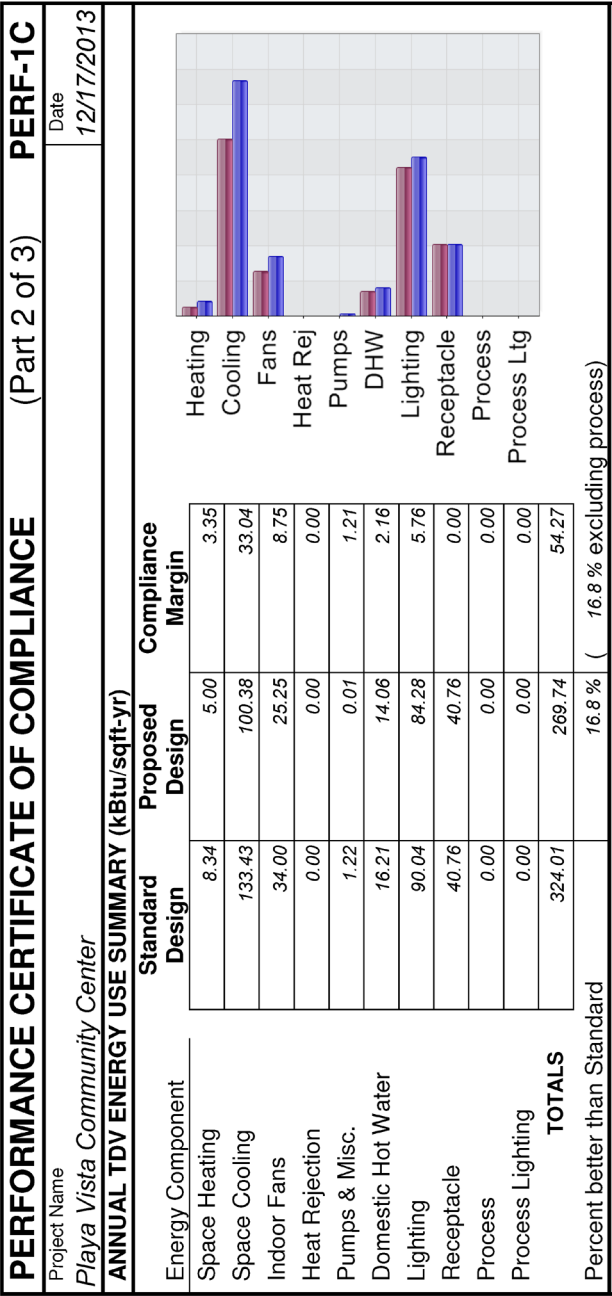 PERFORMANCE CERTIFICATE OF COMPLIANCE (Part 2 of 3) PERF-1C
Project Name Date
Playa Vista Community Center 12/17/2013
ANNUAL TDV ENERGY USE SUMMARY (kBtu/sqft-yr)
Energy Component Standard Design Proposed Design Compliance Margin
Space Heating 8.34 5.00 3.35
Space Cooling 133.43 100.38 33.04
Indoor Fans 34.00 25.25 8.75
Heat Rejection 0.00 0.00 0.00
Pumps & Misc. 1.22 0.01 1.21
Domestic Hot Water 16.21 14.06 2.16
Lighting 90.04 84.28 5.76
Receptacle 40.76 40.76 0.00
Process 0.00 0.00 0.00
Process Lighting 0.00 0.00 0.00
TOTALS 324.01 269.74 54.27
Percent better than Standard 16.8 % ( 16.8 % excluding process)
Heating
Cooling
Fans
Heat Rej
Pumps
DHW
Lighting
Receptacle
Process
Process Ltg